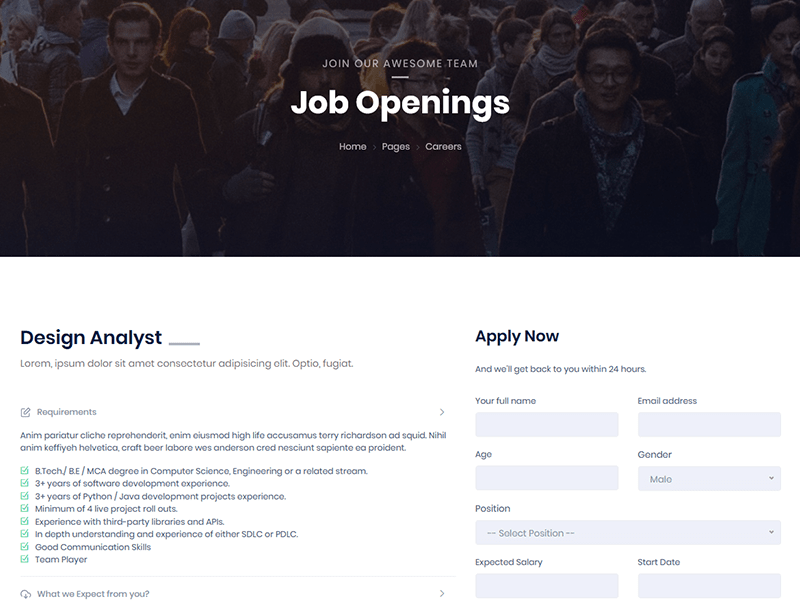 JOIN OUR AWESOME TEAM
Job Openings
Home > Pages > Careers
Design Analyst
Lorem, ipsum dolor sit amet consectetur adipisicing elit. Optio, fugiat.
Requirements
Anim pariatur cliche reprehenderit, enim eiusmod high life accusamus terry richardson ad squid. Nihil
anim keffiyeh helvetica, craft beer labore wes anderson cred nesciunt sapiente ea proident.
B.Tech./ B.E / MCA degree in Computer Science, Engineering or a related stream.
3+ years of software development experience.
3+ years of Python / Java development projects experience.
Minimum of 4 live project roll outs.
Experience with third-party libraries and APIs.
In depth understanding and experience of either SDLC or PDLC.
Good Communication Skills
Team Player
What we Expect from you?
Apply Now
And we'll get back to you within 24 hours.
Your full name
Email address
Age
Gender
Male
Position
-- Select Position --
Expected Salary
Start Date